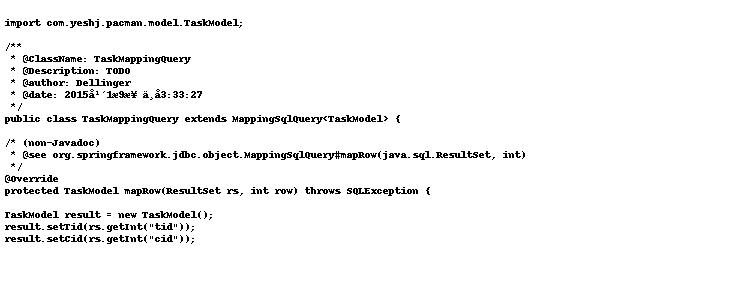 import com.yeshj.pacman.model.TaskModel;
/**
* @ClassName: TaskMappingQuery
* @Description: TODO
* @author: Dellinger
* @date: 2015å¹´1æ9æ¥ ä¸å3:33:27
*/
public class TaskMappingQuery extends MappingSqlQuery<TaskModel> {
/* (non-Javadoc)
* @see org.springframework.jdbc.object.MappingSqlQuery#mapRow(java.sql.ResultSet, int)
*/
@Override
protected TaskModel mapRow(ResultSet rs, int row) throws SQLException {
TaskModel result = new TaskModel();
result.setTid(rs.getInt("tid"));
result.setCid(rs.getInt("cid"));